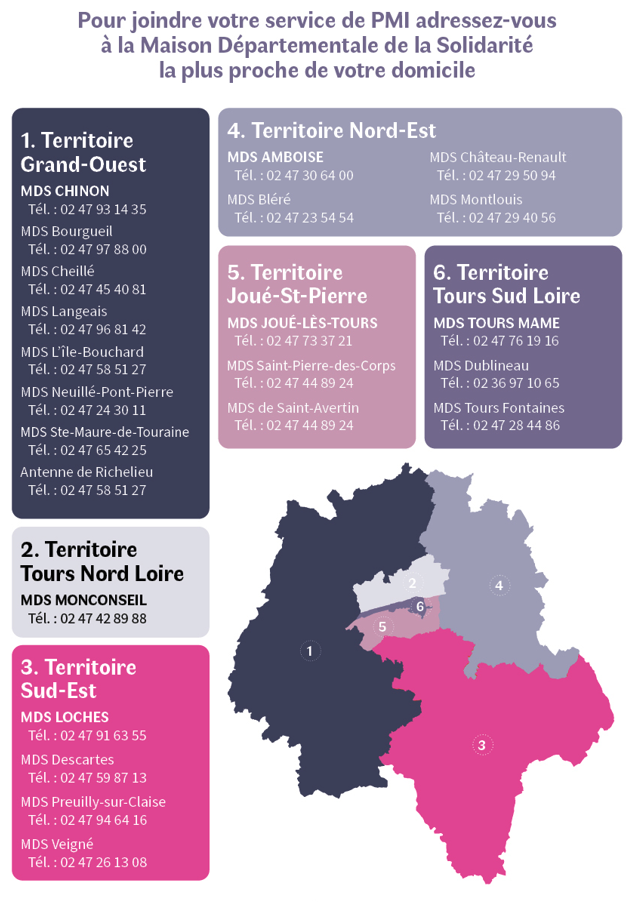 Pour joindre votre service de PMI adressez-vous
à la Maison Départementale de la Solidarité
la plus proche de votre domicile
1. Territoire
Grand-Ouest
MDS CHINON
Tél. : 02 47 93 14 35
MDS Bourgueil
Tél. : 02 47 97 88 00
MDS Cheillé
Tél. : 02 47 45 40 81
MDS Langeais
Tél. : 02 47 96 81 42
MDS L'île-Bouchard
Tél. : 02 47 58 51 27
MDS Neuillé-Pont-Pierre
Tél. : 02 47 24 30 11
MDS Ste-Maure-de-Touraine
Tél. : 02 47 65 42 25
Antenne de Richelieu
Tél. : 02 47 58 51 27
2. Territoire
Tours Nord Loire
MDS MONCONSEIL
Tél. : 02 47 42 89 88
3. Territoire
Sud-Est
MDS LOCHES
Tél. : 02 47 91 63 55
MDS Descartes
Tél. : 02 47 59 87 13
MDS Preuilly-sur-Claise
Tél. : 02 47 94 64 16
MDS Veigné
Tél. : 02 47 26 13 08
4. Territoire Nord-Est
MDS AMBOISE
Tél. : 02 47 30 64 00
MDS Bléré
Tél. : 02 47 23 54 54
MDS Château-Renault
Tél. : 02 47 29 50 94
MDS Montlouis
Tél. : 02 47 29 40 56
5. Territoire
Joué-St-Pierre
MDS JOUÉ-LÈS-TOURS
Tél. : 02 47 73 37 21
MDS Saint-Pierre-des-Corps
Tél. : 02 47 44 89 24
MDS de Saint-Avertin
Tél. : 02 47 44 89 24
6. Territoire
Tours Sud Loire
MDS TOURS MAME
Tél. : 02 47 76 19 16
MDS Dublineau
Tél. : 02 36 97 10 65
MDS Tours Fontaines
Tél. : 02 47 28 44 86
2
4
6
5
1
3